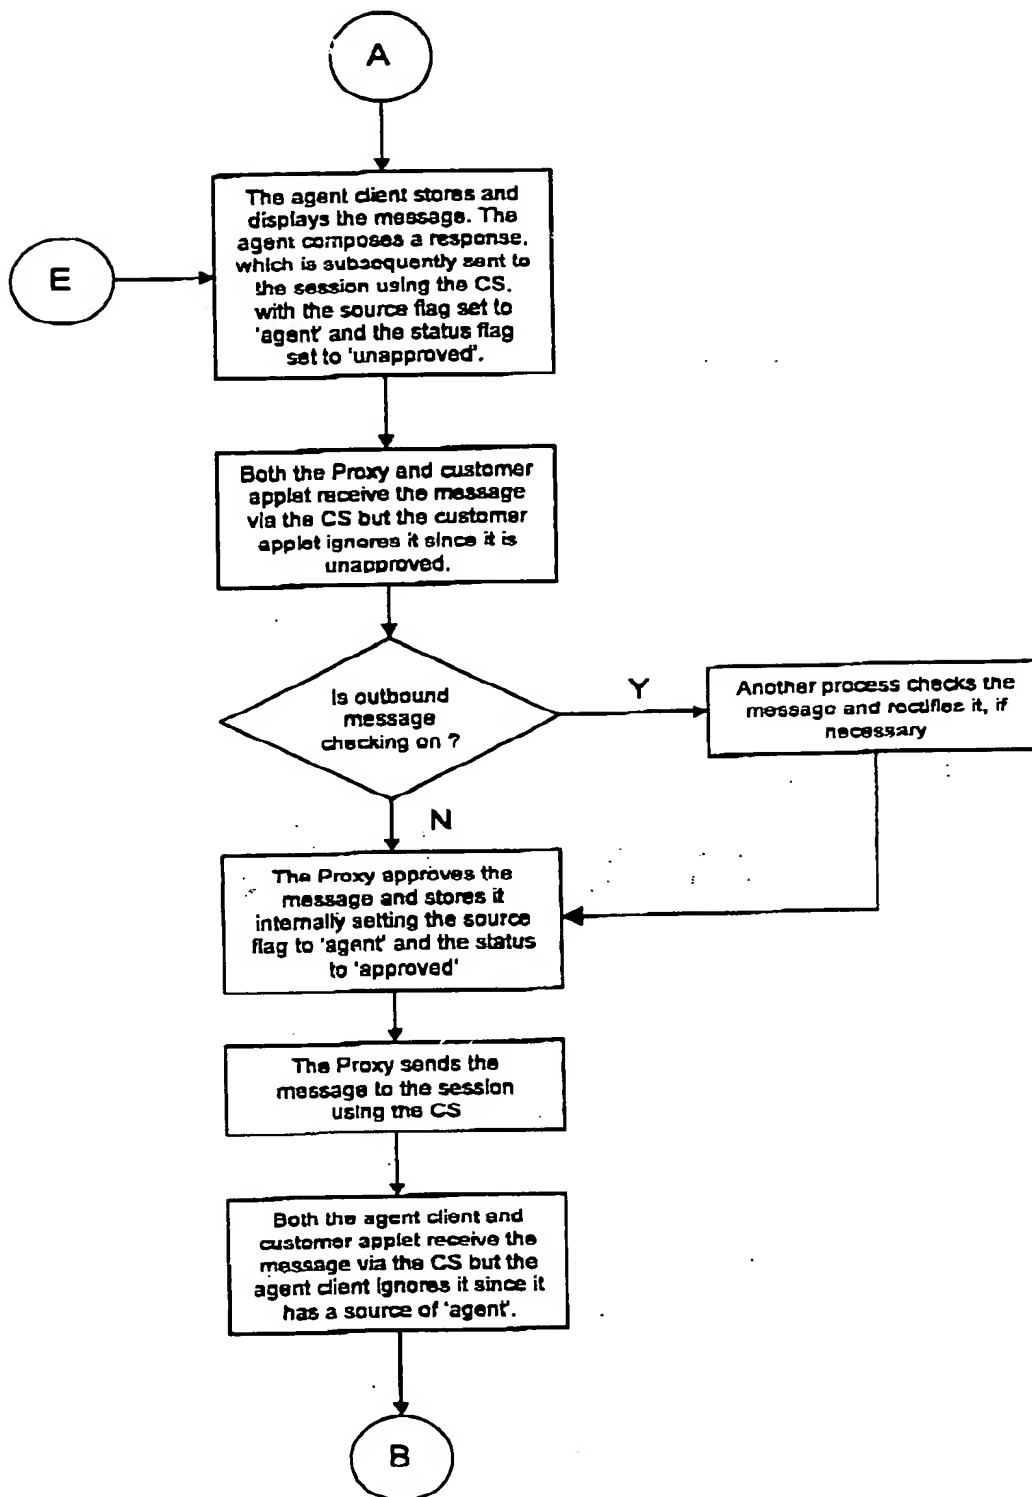 A
The agent client stores and
displays the message. The
agent composes a response,
which is subsequently sent to
the session using the CS,
with the source flag set to
'agent' and the status flag
set to 'unapproved'.
E
Both the Proxy and customer
applet receive the message
via the CS but the customer
applet ignores it since it is
unapproved.
Is outbound
message
checking on ?
Y
Another process checks the
message and rectifies it, if
necessary
N
The Proxy approves the
message and stores it
internally setting the source
flag to 'agent' and the status
to 'approved'
The Proxy sends the
message to the session
using the CS
Both the agent client and
customer applet receive the
message via the CS but the
agent client ignores it since it
has a source of 'agent'.
B